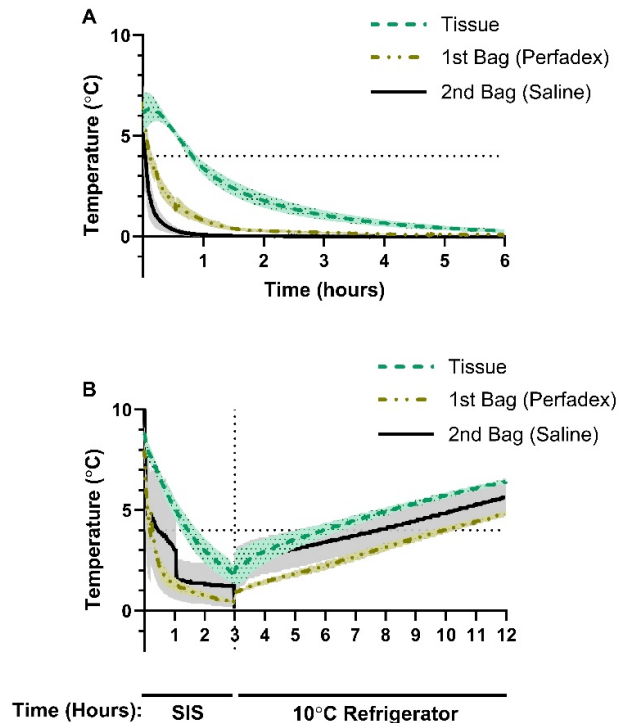 A
Tissue
1st Bag (Perfadex)
2nd Bag (Saline)
Temperature (°C)
10
5
0
1 2 3 4 5 6
Time (hours)
B
Tissue
1st Bag (Perfadex)
2nd Bag (Saline)
Temperature (°C)
10
5
0
1 2 3 4 5 6 7 8 9 10 11 12
Time (Hours): SIS 10°C Refrigerator